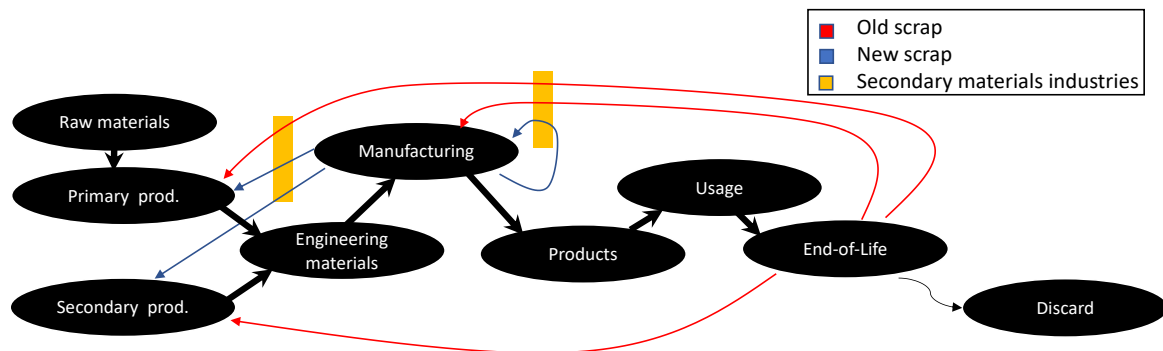 Old scrap
New scrap
Secondary materials industries
Raw materials
Manufacturing
Primary prod.
Usage
Engineering
materials
Products
End-of-Life
Secondary prod.
Discard